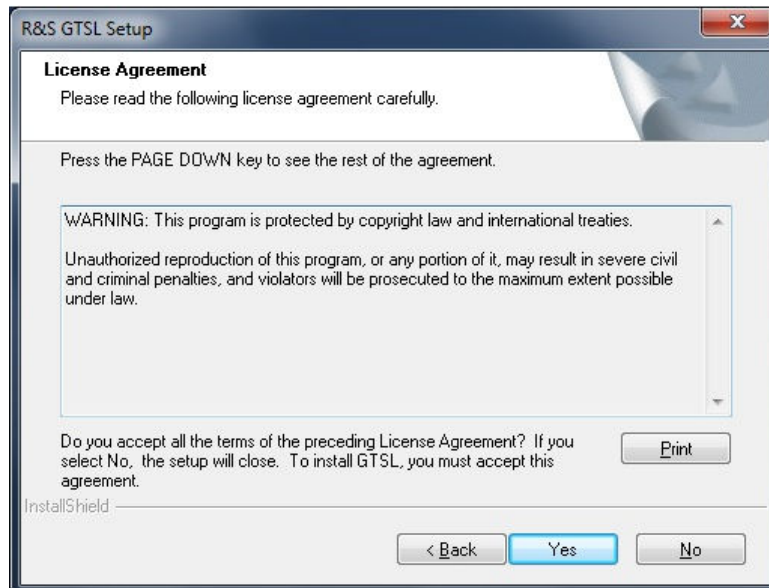 R&S GTSL Setup
License Agreement
Please read the following license agreement carefully.
Press the PAGE DOWN key to see the rest of the agreement.
WARNING: This program is protected by copyright law and international treaties.
Unauthorized reproduction of this program, or any portion of it, may result in severe civil
and criminal penalties, and violators will be prosecuted to the maximum extent possible
under law.
Do you accept all the terms of the preceding License Agreement?  If you
select No,  the setup will close.  To install GTSL, you must accept this
agreement.
Print
InstallShield
< Back
Yes
No